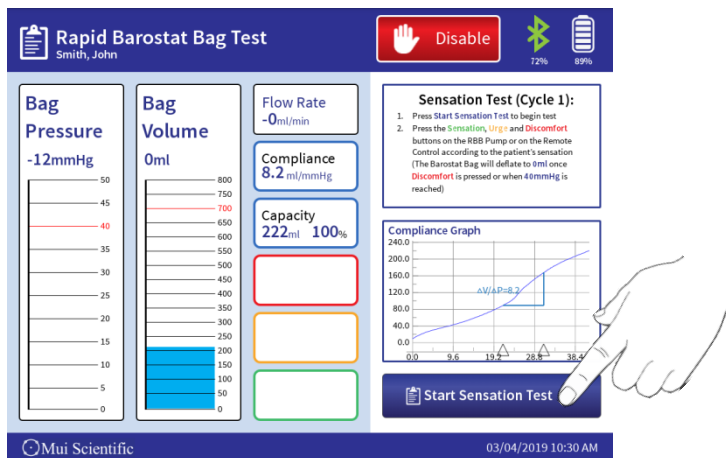 Rapid Barostat Bag Test
Smith, John
Disable
72%
89%
Bag
Pressure
-12mmHg
50
45
40
35
30
25
20
15
10
5
0
Bag
Volume
0ml
800
750
700
650
600
550
500
450
400
350
300
250
200
150
100
50
0
Flow Rate
-0ml/min
Compliance
8.2 ml/mmHg
Capacity
222ml 100%
Sensation Test (Cycle 1):
1. Press Start Sensation Test to begin test
2. Press the Sensation, Urge and Discomfort
buttons on the RBB Pump or on the Remote
Control according to the patient's sensation
(The Barostat Bag will deflate to 0ml once
Discomfort is pressed or when 40mmHg is
reached)
Compliance Graph
240.0
200.0
160.0
120.0
80.0
40.0
0.0
△V/△P=8.2
0.0 9.6 19.2 28.8 38.4
Start Sensation Test
Mui Scientific
03/04/2019 10:30 AM